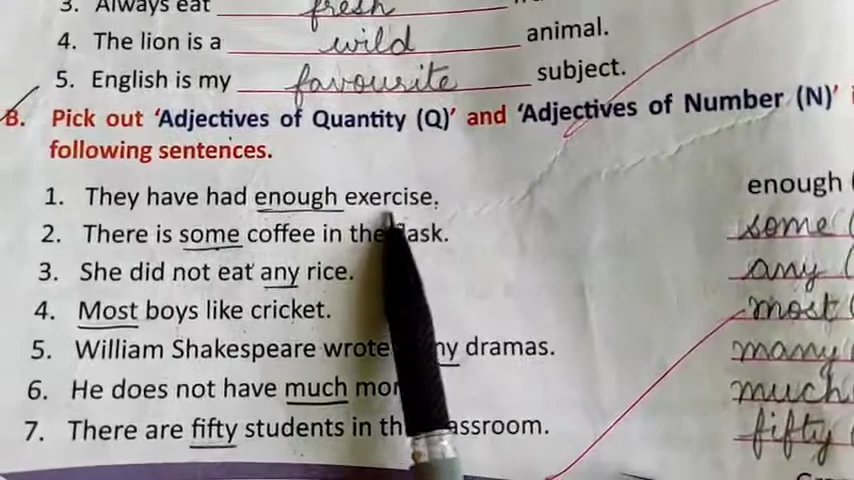 3. Always eat fresh
4. The lion is a wild animal.
5. English is my favourite subject.
B. Pick out 'Adjectives of Quantity (Q)' and 'Adjectives of Number (N)'
following sentences.
1. They have had enough exercise. enough
2. There is some coffee in the flask. some
3. She did not eat any rice. any
4. Most boys like cricket. most
5. William Shakespeare wrote many dramas. many
6. He does not have much much
7. There are fifty students in the classroom. fifty